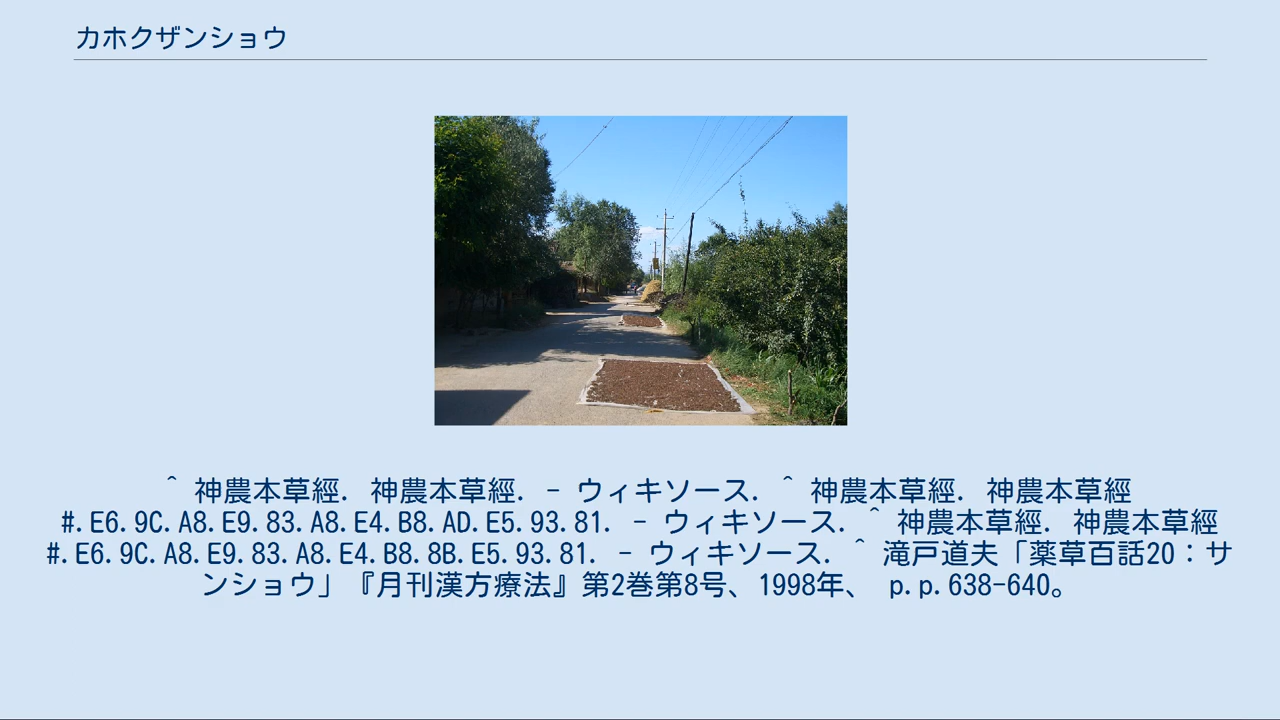 カホクザンショウ
^ 神農本草經. 神農本草經. - ウィキソース. ^ 神農本草經. 神農本草經
#.E6.9C.A8.E9.83.A8.E4.B8.AD.E5.93.81. - ウィキソース. ^ 神農本草經. 神農本草經
#.E6.9C.A8.E9.83.A8.E4.B8.8B.E5.93.81. - ウィキソース. ^ 滝戸道夫「薬草百話20：サ
ンショウ」『月刊漢方療法』第2巻第8号、1998年、 p.p.638-640。